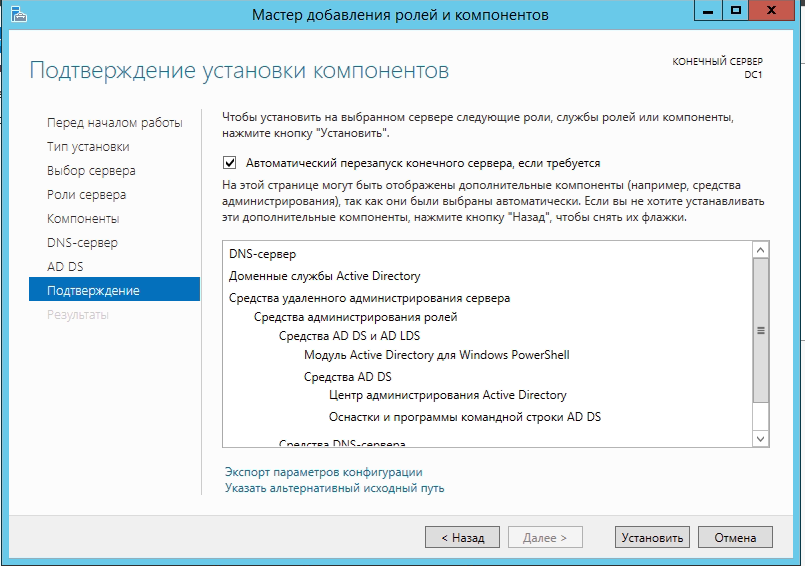 Мастер добавления ролей и компонентов
Подтверждение установки компонентов
КОНЕЧНЫЙ СЕРВЕР
DC1
Перед началом работы
Тип установки
Выбор сервера
Роли сервера
Компоненты
DNS-сервер
AD DS
Подтверждение
Результаты
Чтобы установить на выбранном сервере следующие роли, службы ролей или компоненты,
нажмите кнопку "Установить".
Автоматический перезапуск конечного сервера, если требуется
На этой странице могут быть отображены дополнительные компоненты (например, средства
администрирования), так как они были выбраны автоматически. Если вы не хотите устанавливать
эти дополнительные компоненты, нажмите кнопку "Назад", чтобы снять их флажки.
DNS-сервер
Доменные службы Active Directory
Средства удаленного администрирования сервера
Средства администрирования ролей
Средства AD DS и AD LDS
Модуль Active Directory для Windows PowerShell
Средства AD DS
Центр администрирования Active Directory
Оснастки и программы командной строки AD DS
Средства DNS-сервера
Экспорт параметров конфигурации
Указать альтернативный исходный путь
< Назад
Далее >
Установить
Отмена